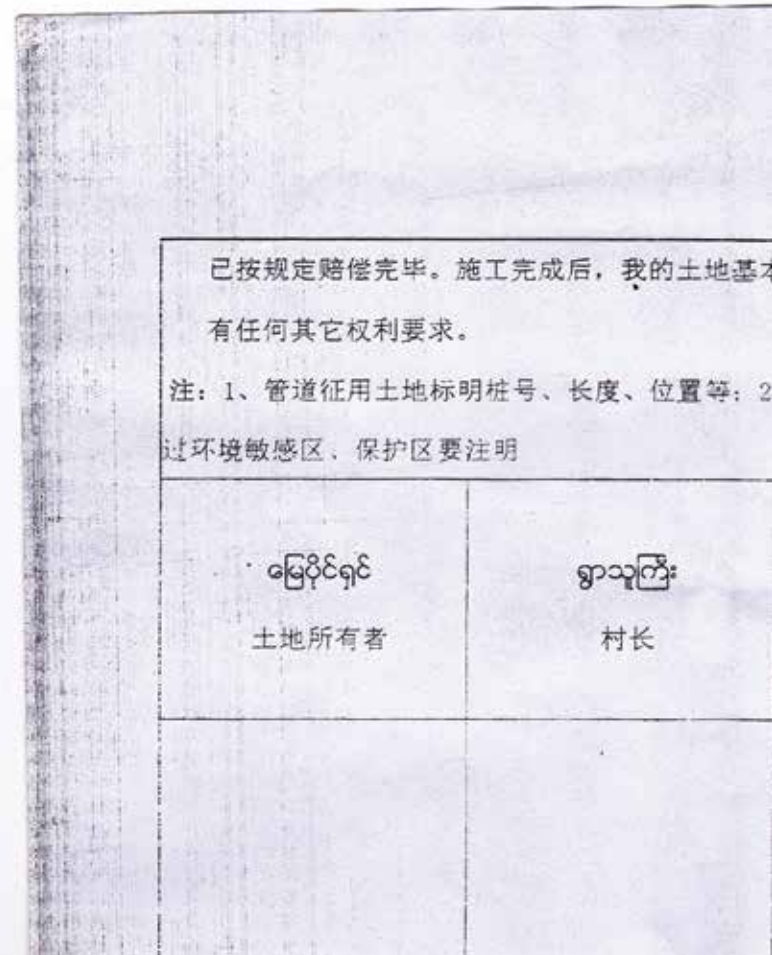 已按规定赔偿完毕。施工完成后，我的土地基本
有任何其它权利要求。
注：1、管道征用土地标明桩号、长度、位置等；2
过环境敏感区、保护区要注明
မြေပိုင်ရှင်
ရွာသူကြီး
土地所有者
村长